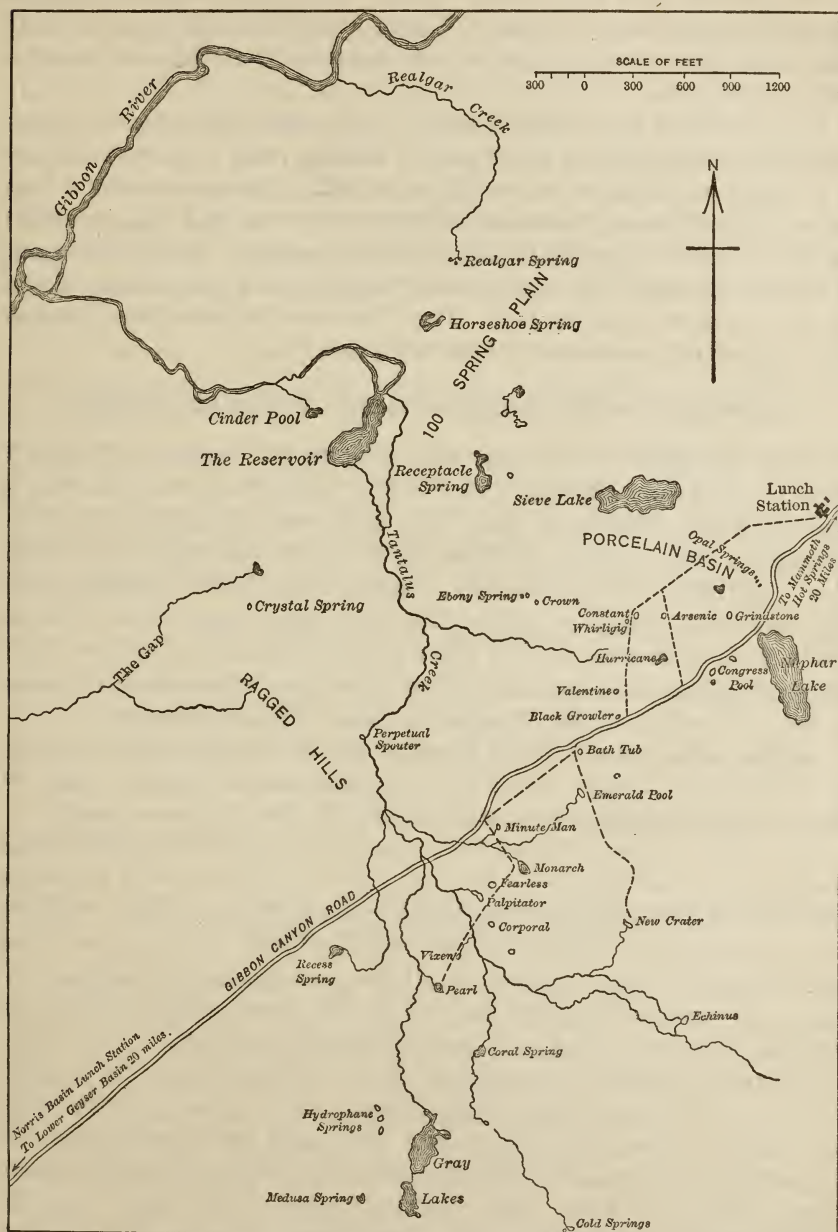 SCALE OF FEET
300 0 300 600 900 1200
Realgar
Creek
Gibbon River
N
Realgar Spring
Horseshoe Spring
100 SPRING PLAIN
Cinder Pool
The Reservoir
Receptacle
Spring
Sieve Lake
Lunch
Station
PORCELAIN BASIN
Opal Springs
To Mammoth
Hot Springs
20 Miles
Tantalus
Creek
Ebony Spring
Crown
Constant
Whirligig
Arsenic
Grindstone
Crystal Spring
The Gap
Hurricane
Congress
Pool
Nuphar
Lake
RAGGED
HILLS
Valentine
Black Growler
Perpetual
Spouter
Bath Tub
Emerald Pool
Minute Man
Monarch
Fearless
Palpitator
Corporal
New Crater
GIBBON CANYON ROAD
Recess
Spring
Vixen
Pearl
Echinus
Coral Spring
Norris Basin Lunch Station
To Lower Geyser Basin 20 miles.
Hydrophane
Springs
Gray
Lakes
Medusa Spring
Cold Springs